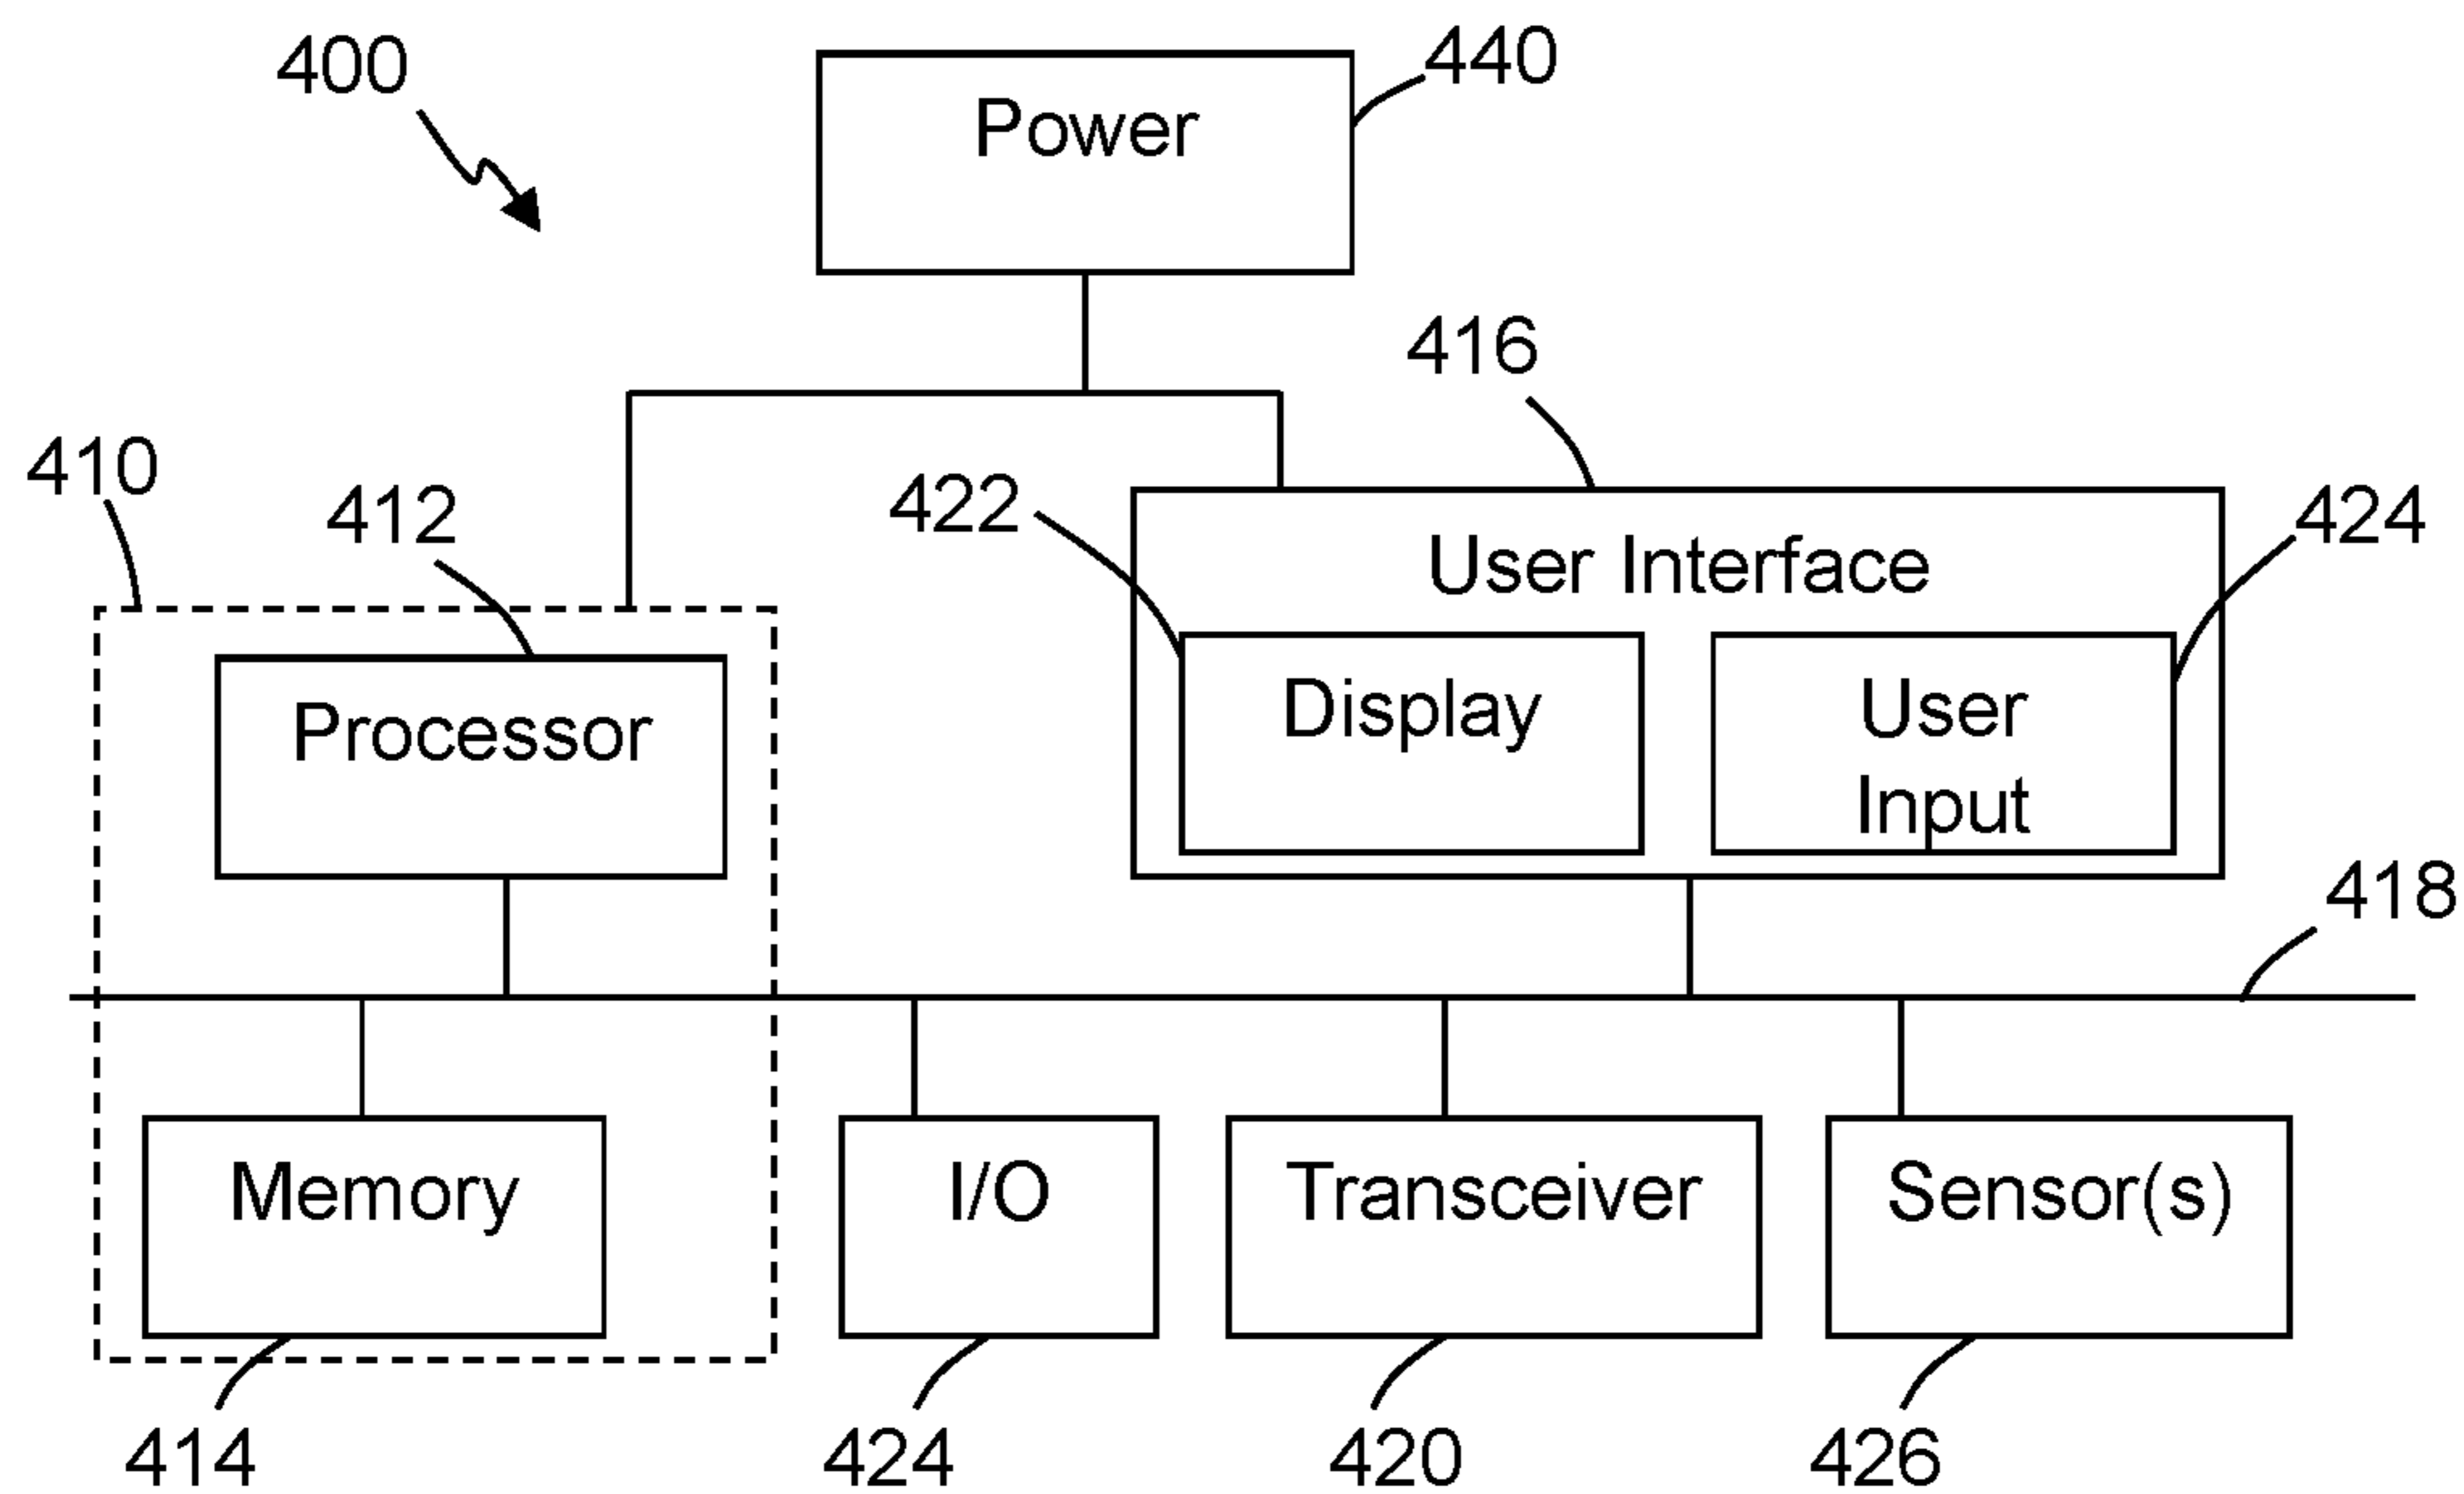 400
440
Power
416
410
412
422
424
User Interface
Processor
Display
User
Input
418
Memory
I/O
Transceiver
Sensor(s)
414
424
420
426